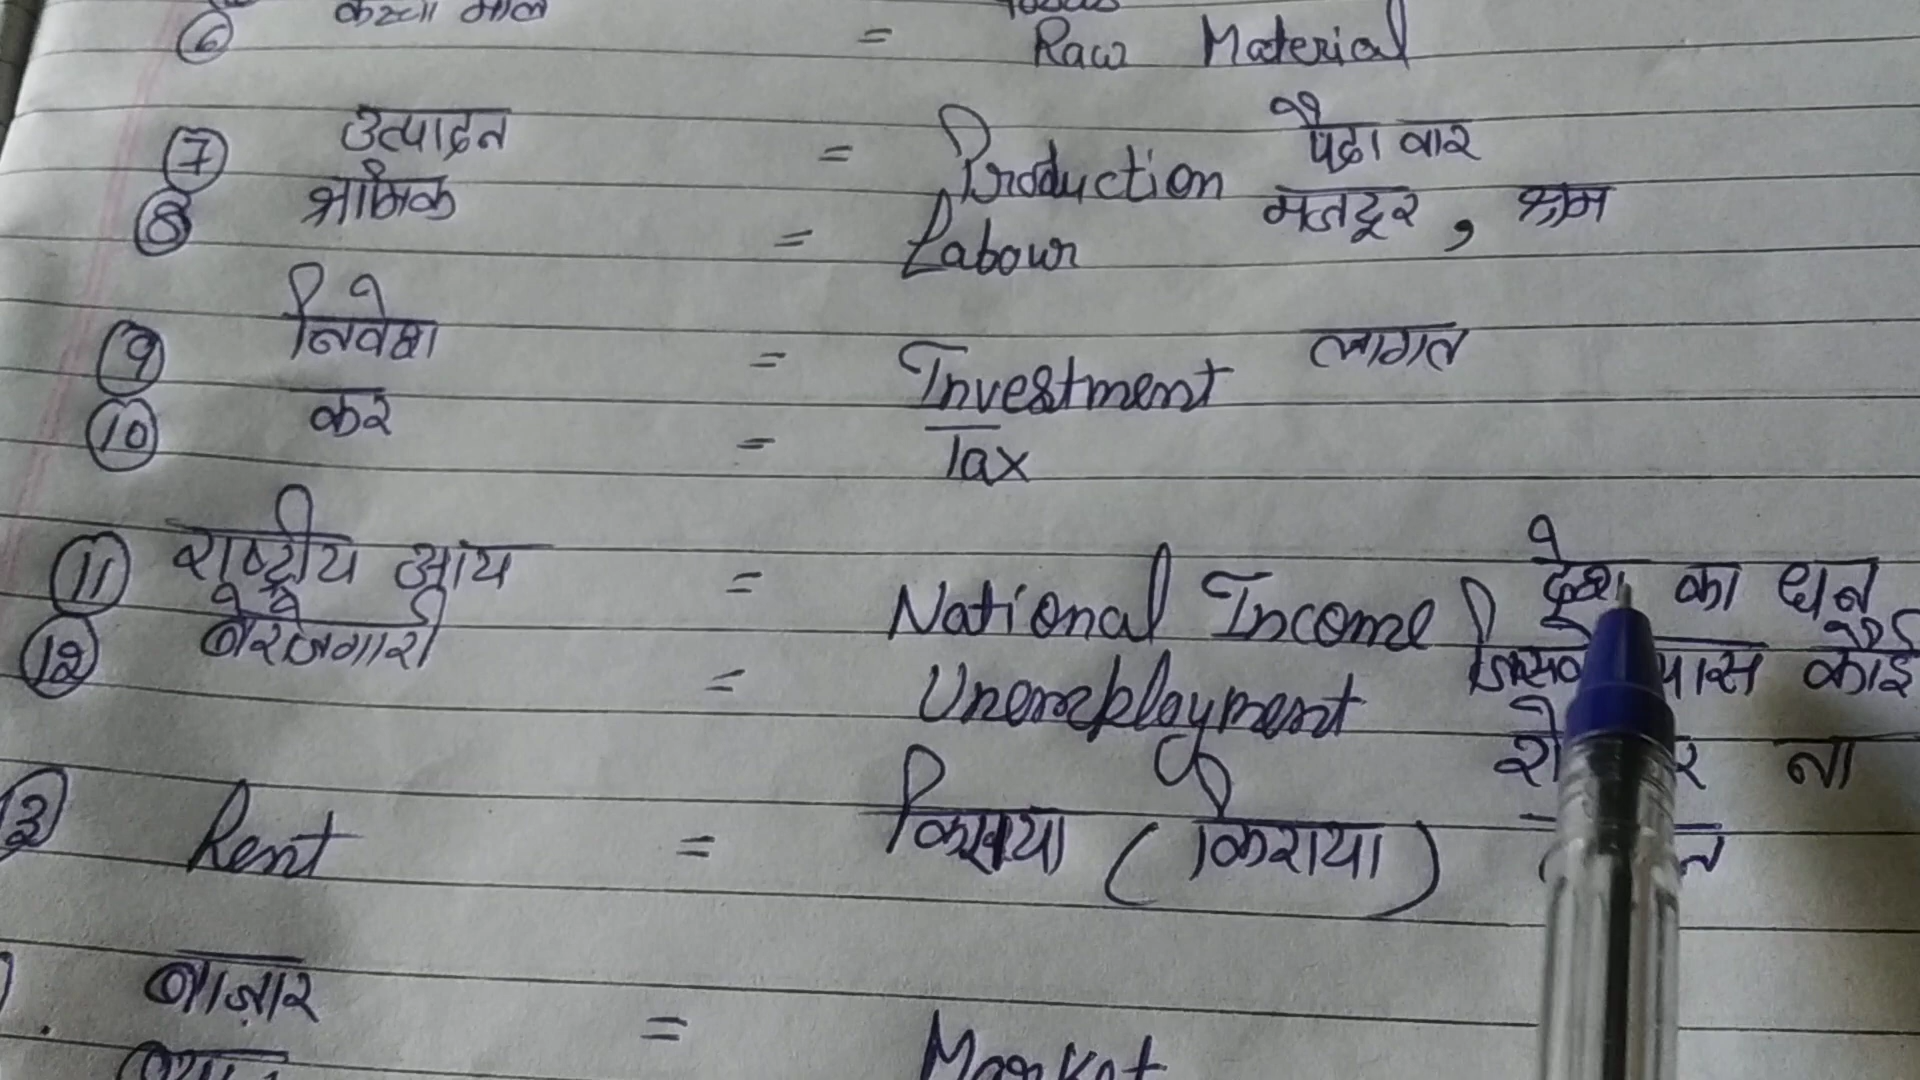 ⑥ कच्चा माल = Raw Material
⑦ उत्पादन = Production पैदावार
⑧ श्रमिक = Labour मजदूर, श्रम
⑨ निवेश = Investment लागत
⑩ कर = Tax
⑪ राष्ट्रीय आय = National Income देश का धन
⑫ बेरोजगारी = Unemployment जिसके पास कोई
ना
Rent = किराया (किराया)
बाज़ार = Market